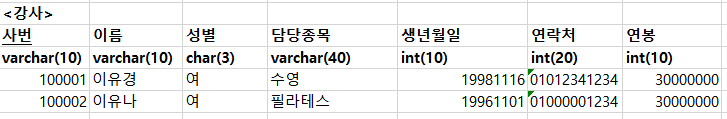 <강사>
사번 이름 성별 담당종목 생년월일 연락처 연봉
varchar(10) varchar(10) char(3) varchar(40) int(10) int(20) int(10)
100001 이유경 여 수영 19981116 01012341234 30000000
100002 이유나 여 필라테스 19961101 01000001234 30000000